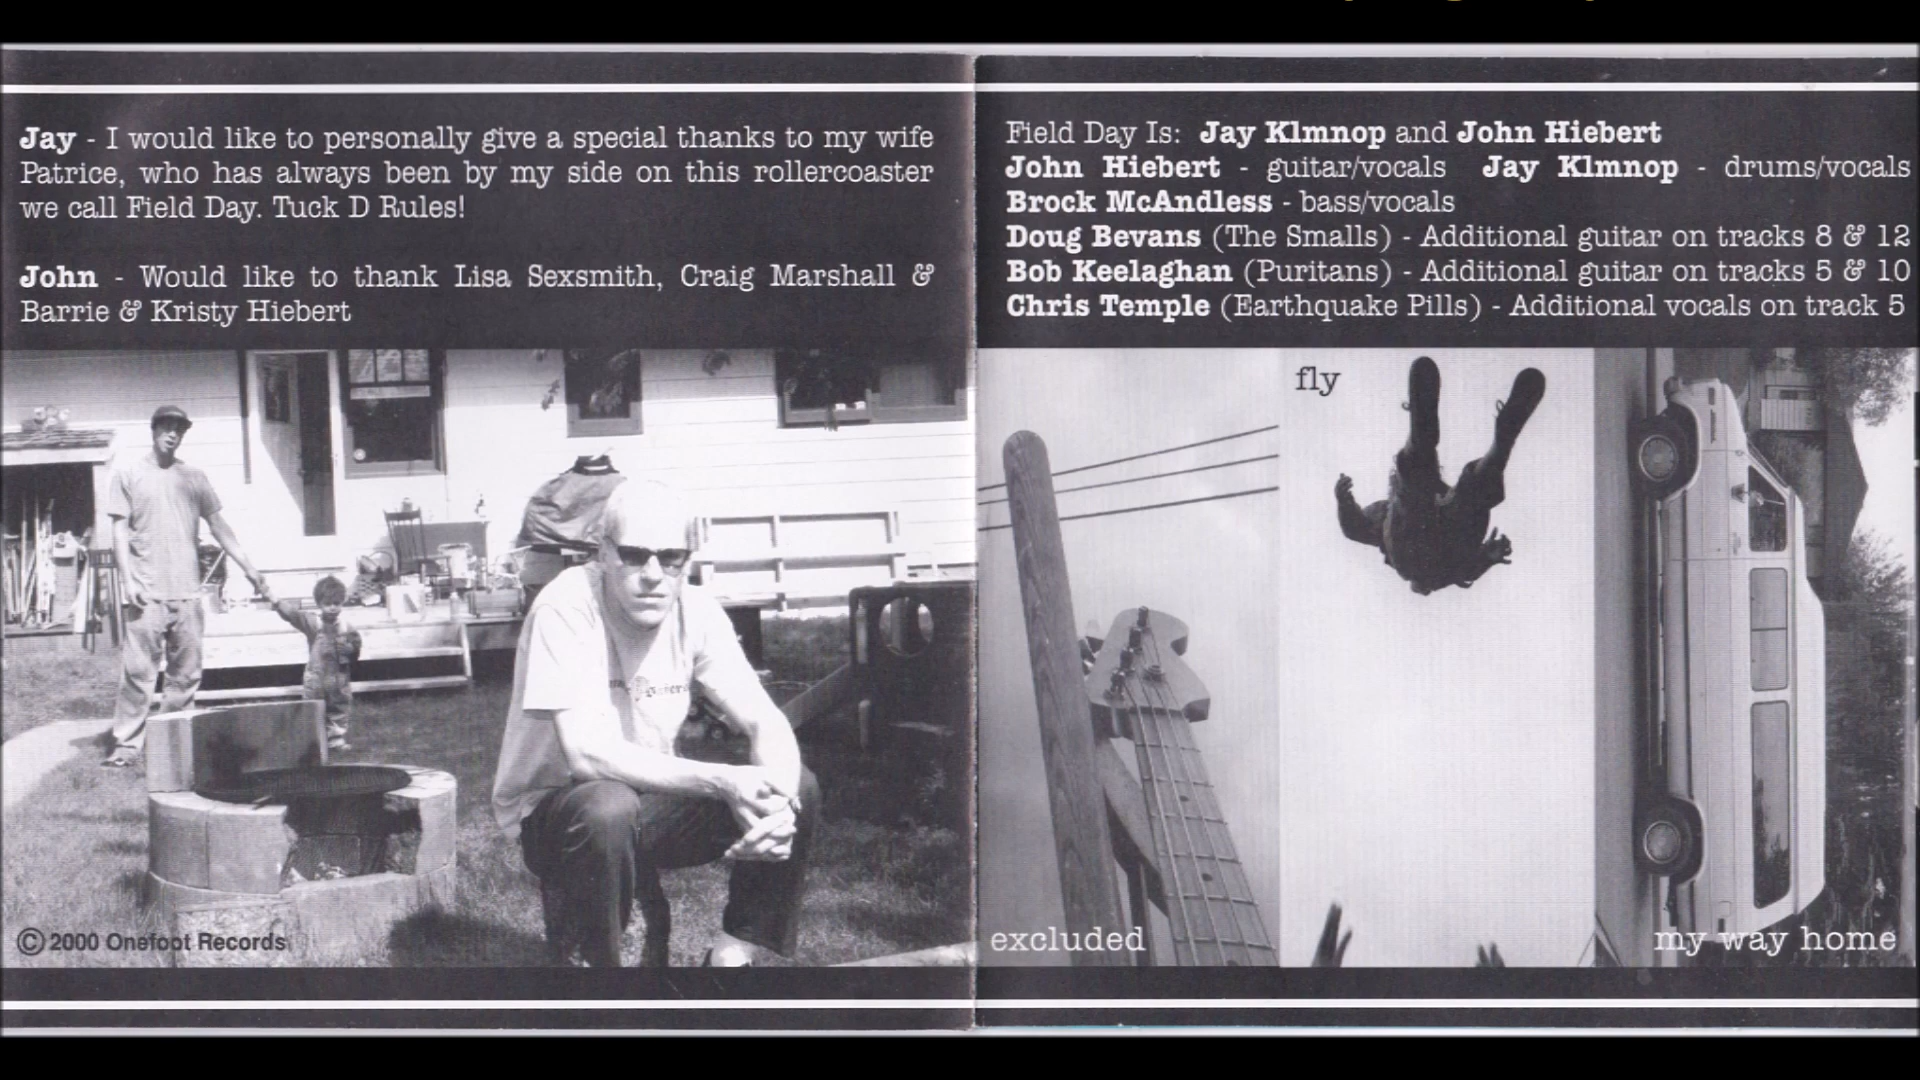 Jay - I would like to personally give a special thanks to my wife
Patrice, who has always been by my side on this rollercoaster
we call Field Day. Tuck D Rules!
John - Would like to thank Lisa Sexsmith, Craig Marshall &
Barrie & Kristy Hiebert
© 2000 Onefoot Records
Field Day Is: Jay Klmnop and John Hiebert
John Hiebert - guitar/vocals Jay Klmnop - drums/vocals
Brock McAndless - bass/vocals
Doug Bevans (The Smalls) - Additional guitar on tracks 8 & 12
Bob Keelaghan (Puritans) - Additional guitar on tracks 5 & 10
Chris Temple (Earthquake Pills) - Additional vocals on track 5
fly
excluded
my way home